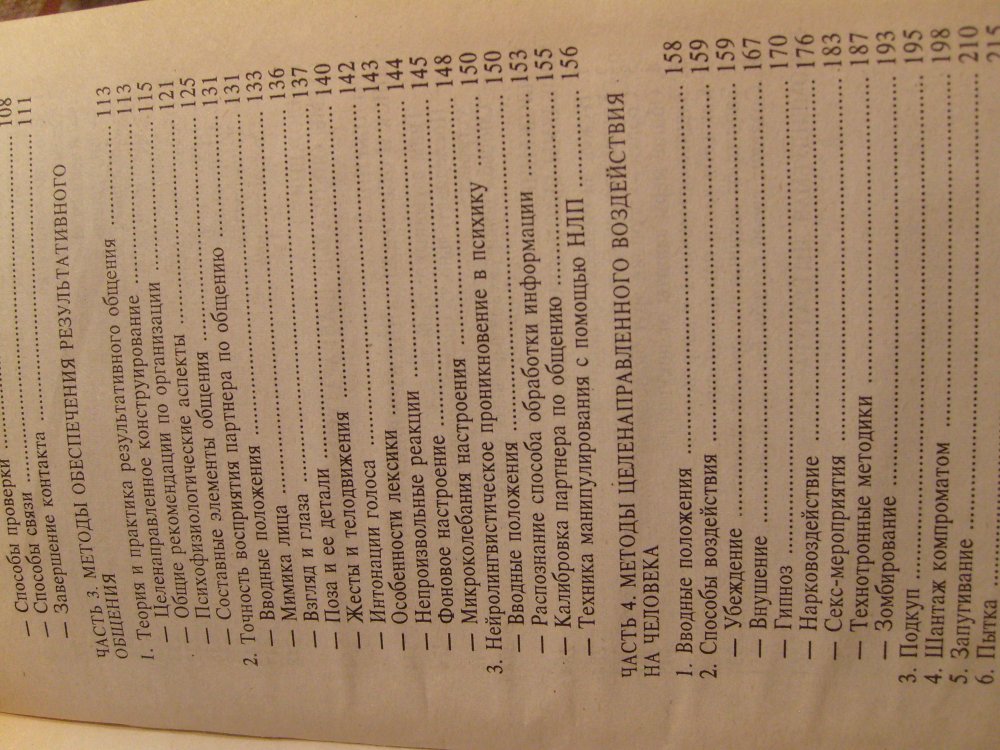 — Способы проверки
— Способы связи 108
— Завершение контакта 111
ЧАСТЬ 3. МЕТОДЫ ОБЕСПЕЧЕНИЯ РЕЗУЛЬТАТИВНОГО
ОБЩЕНИЯ
1. Теория и практика результативного общения 113
— Целенаправленное конструирование 113
— Общие рекомендации по организации 115
— Психофизиологические аспекты 121
— Составные элементы общения 125
2. Точность восприятия партнера по общению 131
— Вводные положения 131
— Мимика лица 133
— Взгляд и глаза 136
— Поза и ее детали 137
— Жесты и телодвижения 140
— Интонации голоса 142
— Особенности лексики 143
— Непроизвольные реакции 144
— Фоновое настроение 145
— Микроколебания настроения 148
3. Нейролингвистическое проникновение в психику 150
— Вводные положения 150
— Распознание способа обработки информации 153
— Калибровка партнера по общению 155
— Техника манипулирования с помощью НЛП 156
ЧАСТЬ 4. МЕТОДЫ ЦЕЛЕНАПРАВЛЕННОГО ВОЗДЕЙСТВИЯ
НА ЧЕЛОВЕКА
1. Вводные положения 158
2. Способы воздействия 159
— Убеждение 159
— Внушение 167
— Гипноз 170
— Нарковоздействие 176
— Секс-мероприятия 183
— Технотронные методики 187
— Зомбирование 193
3. Подкуп 195
4. Шантаж компроматом 198
5. Запугивание 210
6. Пытка 215